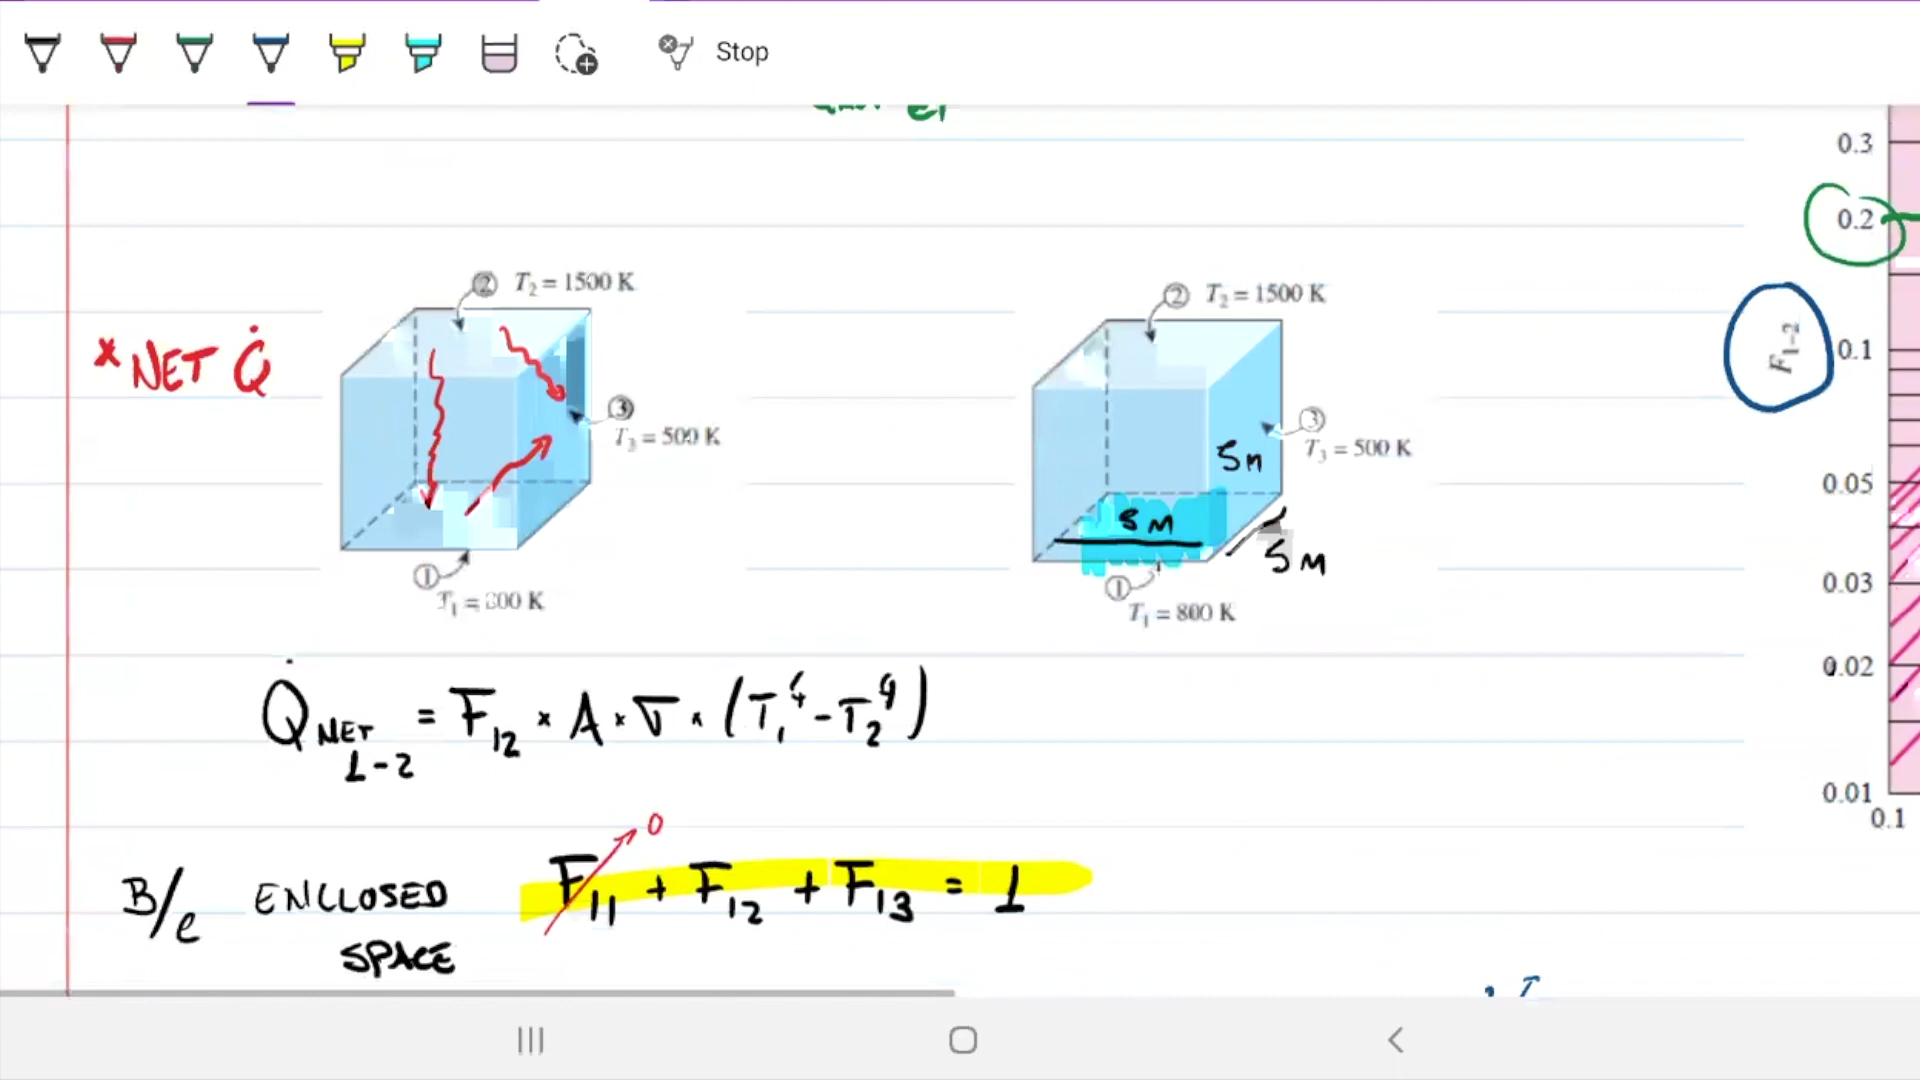 Stop
0.3
0.2
② T₂ = 1500 K
② T₂ = 1500 K
* NET Q̇
F₁₋₂
0.1
③
T₃ = 500 K
③
T₃ = 500 K
5M
0.05
5M
5M
①
T₁ = 800 K
①
T₁ = 800 K
0.03
0.02
Q̇ NET 1-2 = F₁₂ * A * σ * (T₁⁴ - T₂⁴)
0.01
0.1
0
B/c ENCLOSED SPACE
F₁₁ + F₁₂ + F₁₃ = 1